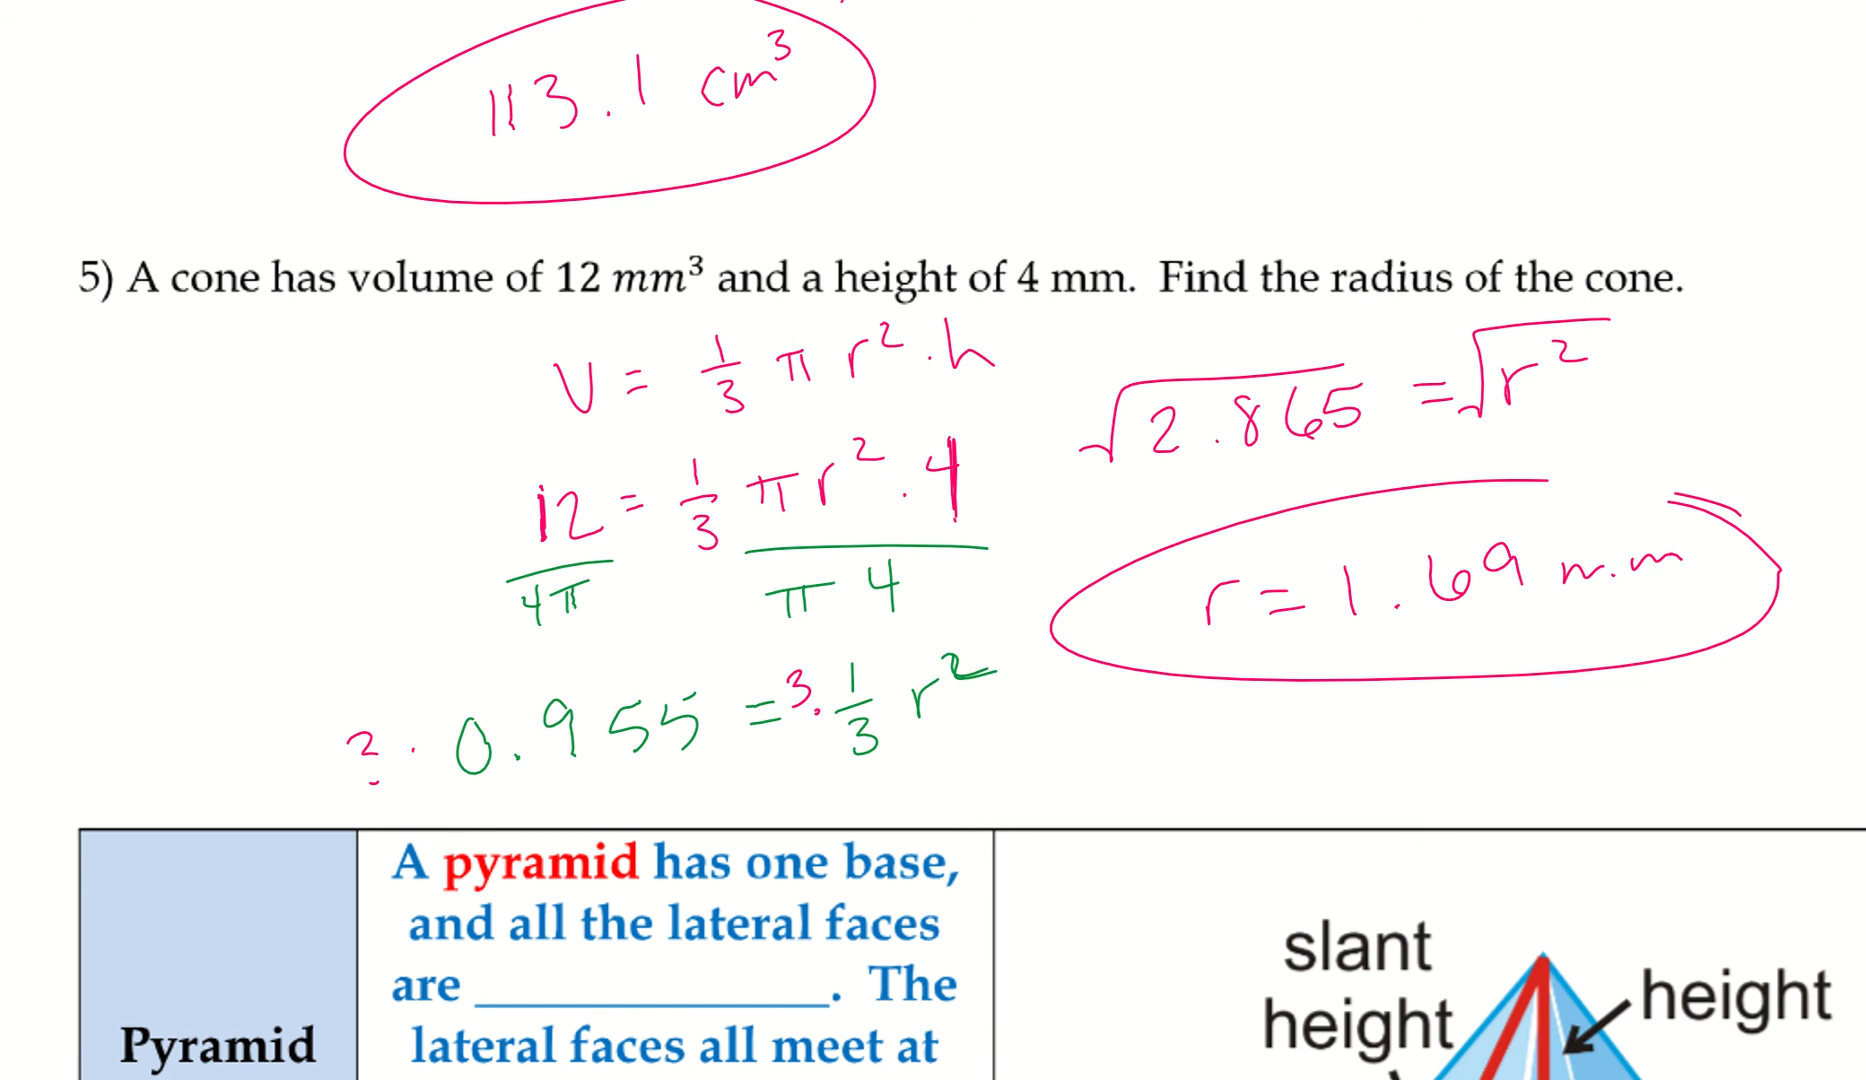 113.1 cm³
5) A cone has volume of 12 mm³ and a height of 4 mm. Find the radius of the cone.
V = 1/3 π r² · h
12 = 1/3 π r² · 4
4π π 4
3 · 0.955 = 3 · 1/3 r²
√2.865 = √r²
r = 1.69 m.m
Pyramid
A pyramid has one base,
and all the lateral faces
are ______________. The
lateral faces all meet at
slant
height
height